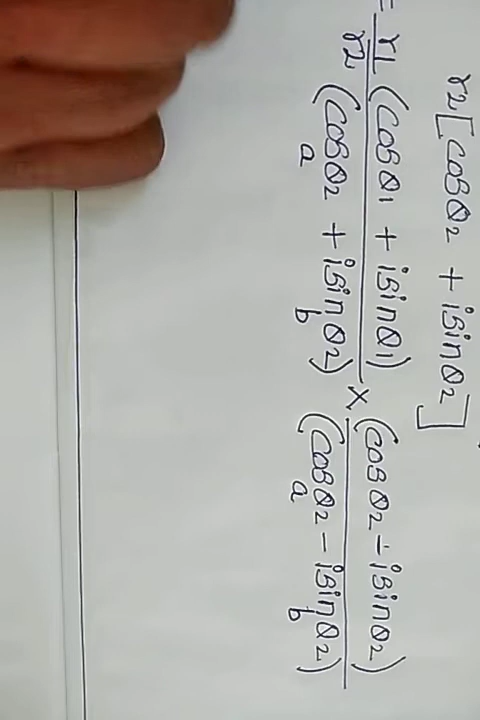 r2 [cosθ2 + isinθ2]
= r1 (cosθ1 + isinθ1) × (cosθ2 - isinθ2)
r2 (cosθ2 + isinθ2) (cosθ2 - isinθ2)
a b a b